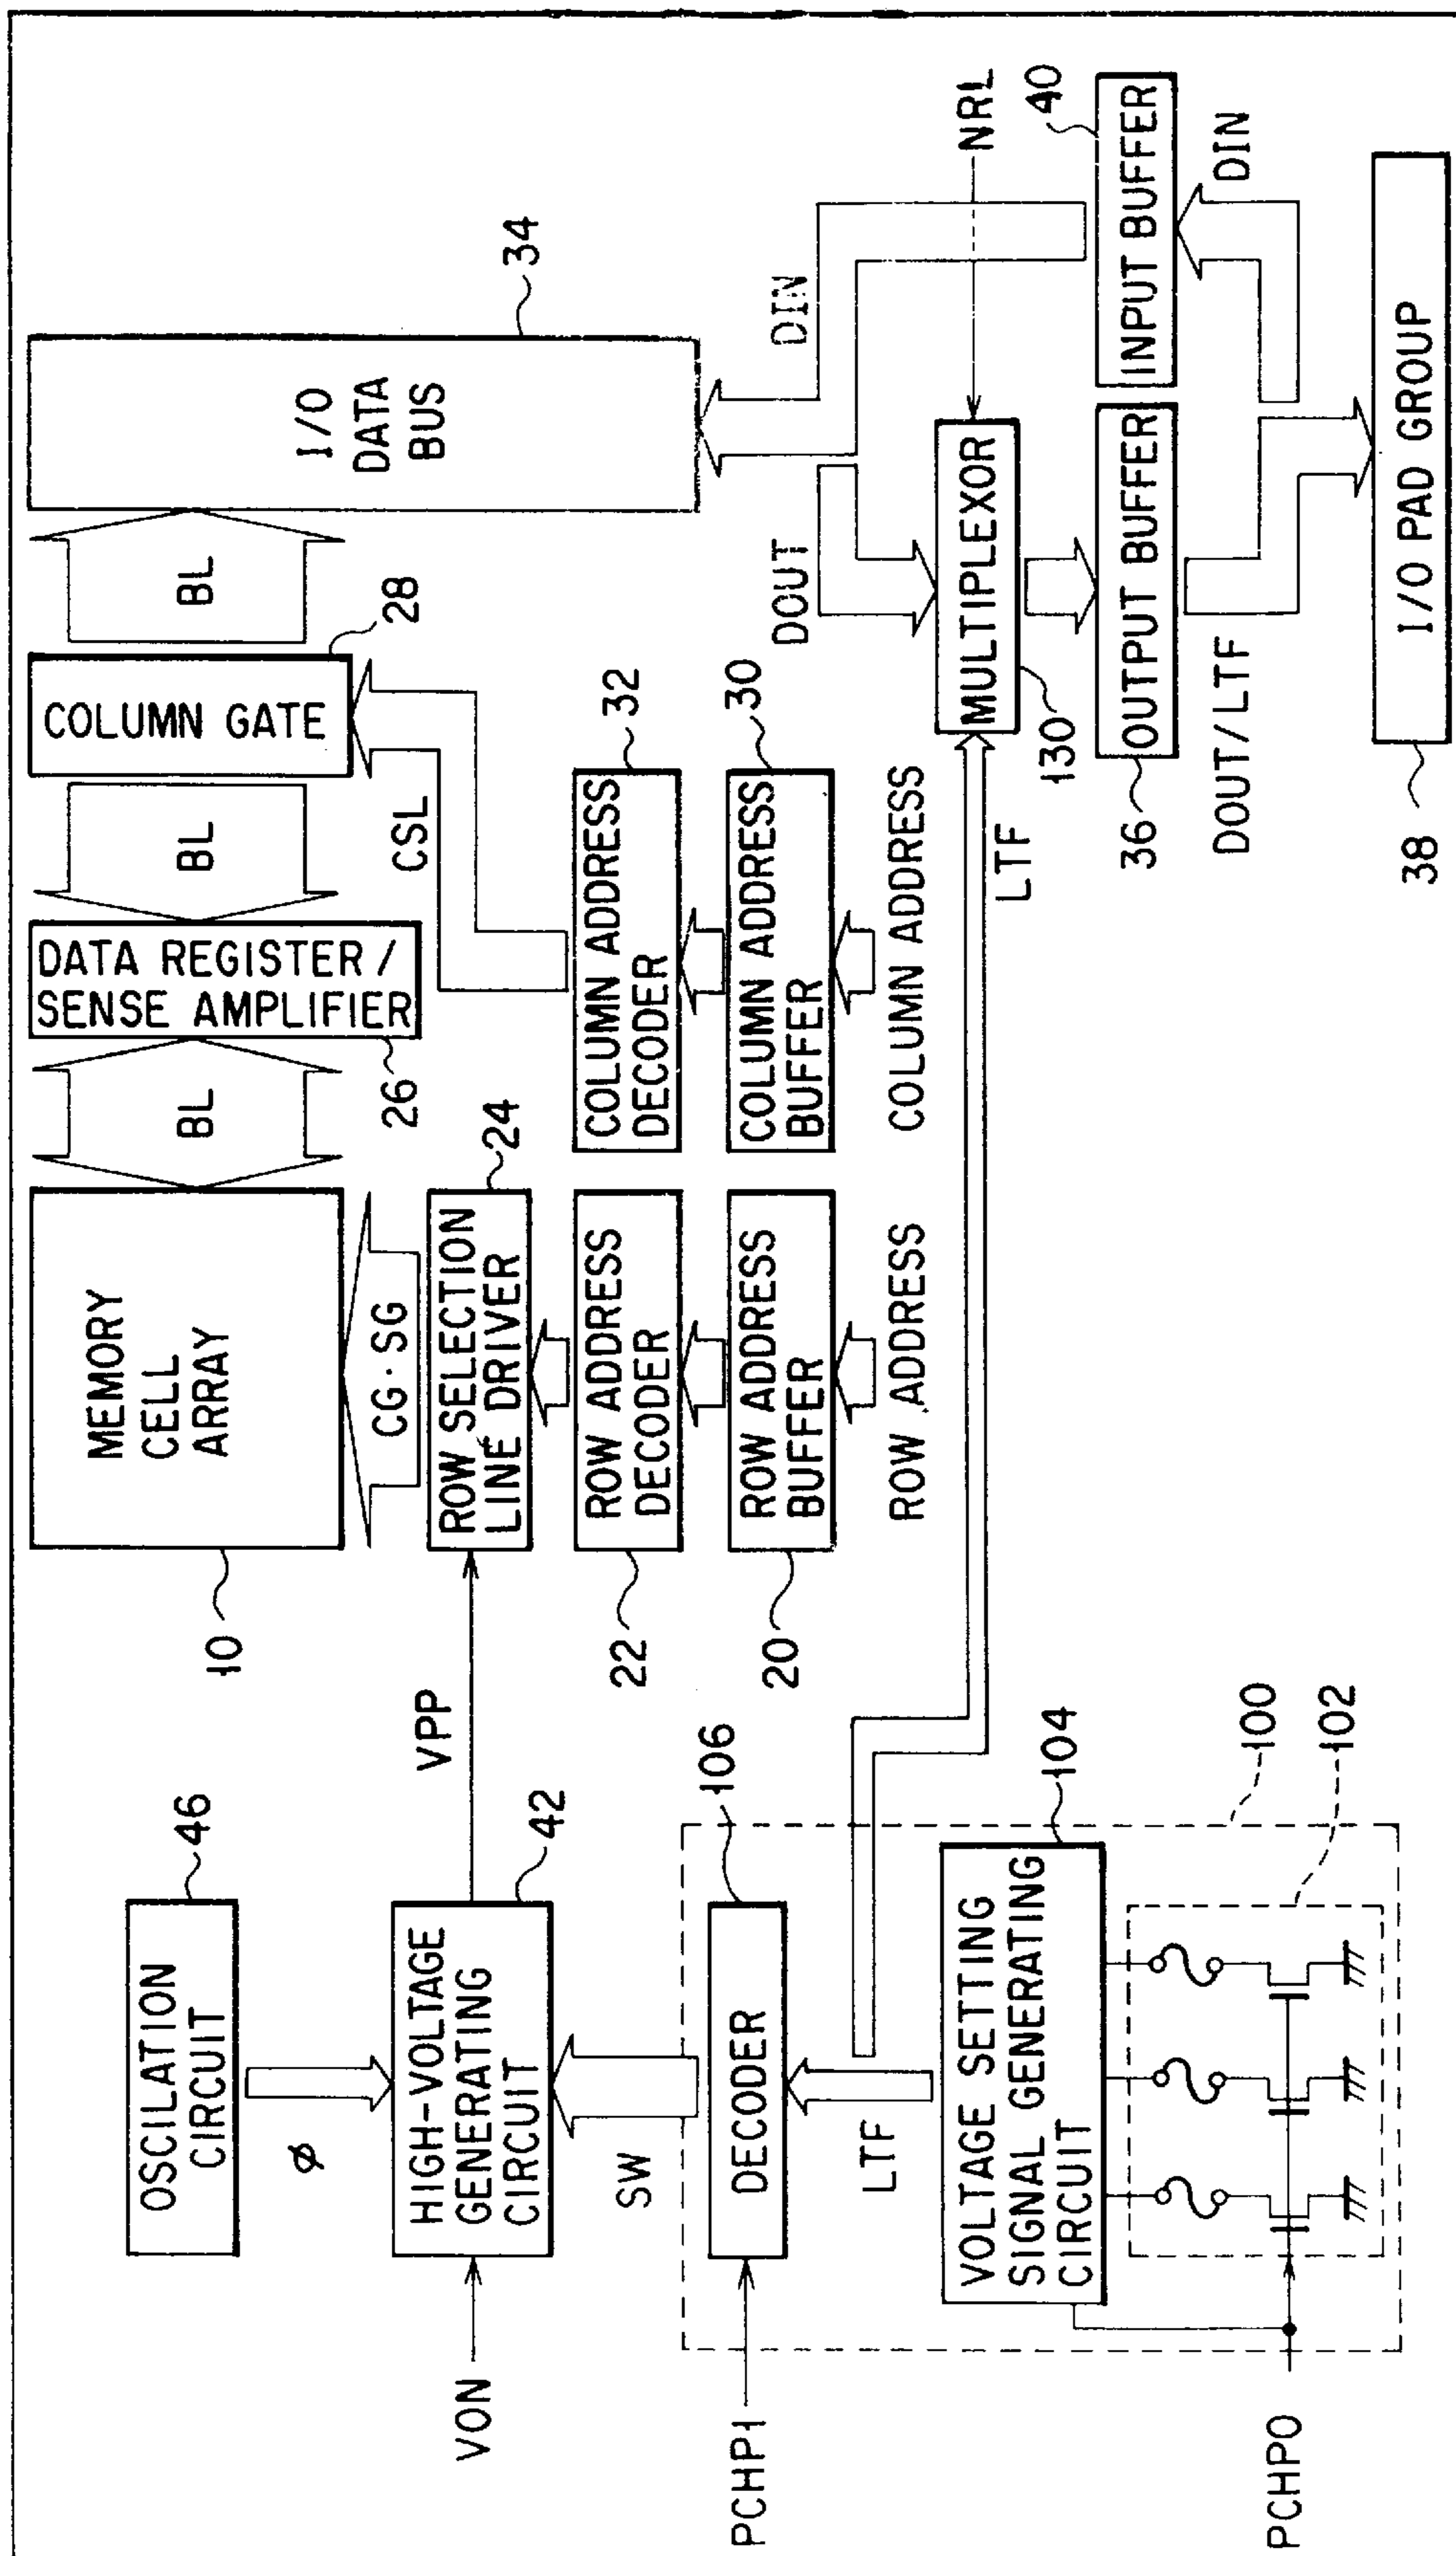 OSCILATION
CIRCUIT
46
Ø
VON
HIGH-VOLTAGE
GENERATING
CIRCUIT
42
VPP
SW
PCHP1
DECODER
106
LTF
VOLTAGE SETTING
SIGNAL GENERATING
CIRCUIT
104
100
102
PCHP0
MEMORY
CELL
ARRAY
10
CG·SG
ROW SELECTION
LINE DRIVER
24
ROW ADDRESS
DECODER
22
ROW ADDRESS
BUFFER
20
ROW ADDRESS
BL
DATA REGISTER/
SENSE AMPLIFIER
26
BL
COLUMN GATE
28
CSL
COLUMN ADDRESS
DECODER
32
COLUMN ADDRESS
BUFFER
30
COLUMN ADDRESS
BL
I/O
DATA
BUS
34
DIN
DOUT
LTF
MULTIPLEXOR
130
NRL
OUTPUT BUFFER
36
INPUT BUFFER
40
DOUT/LTF
DIN
I/O PAD GROUP
38